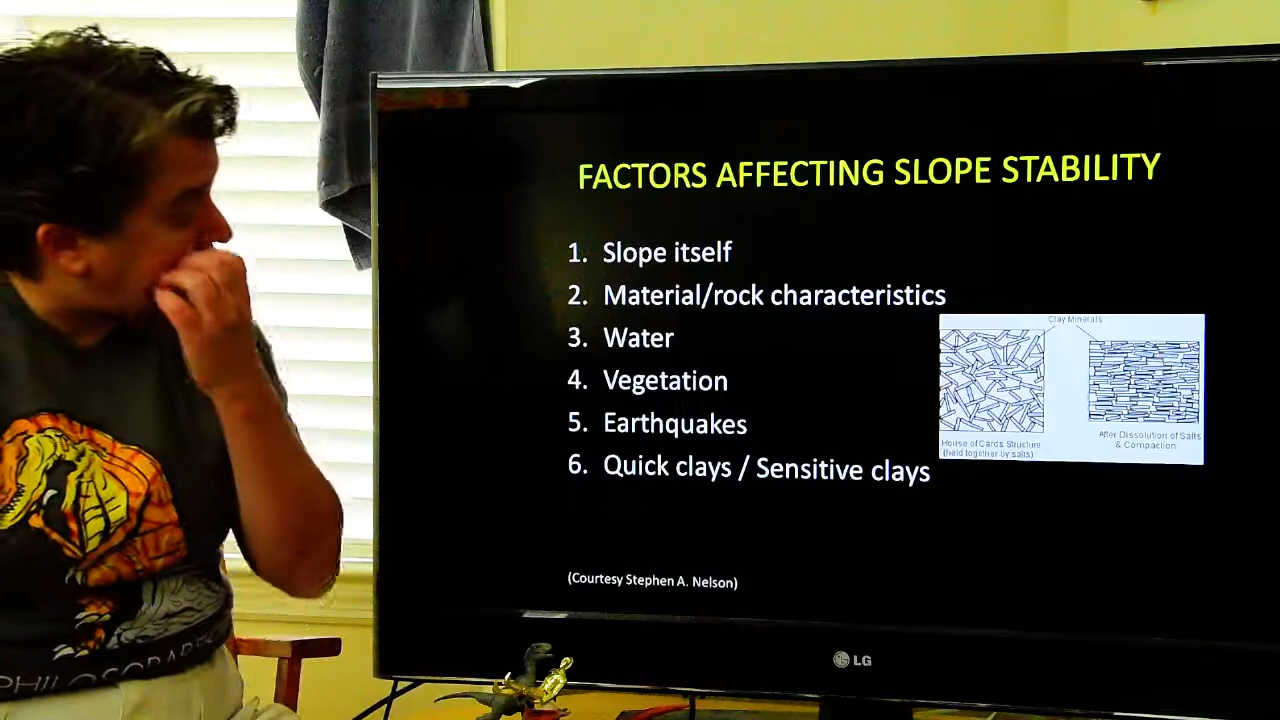 FACTORS AFFECTING SLOPE STABILITY
1. Slope itself
2. Material/rock characteristics
3. Water
4. Vegetation
5. Earthquakes
6. Quick clays / Sensitive clays
Clay Minerals
House of Cards Structure
(held together by salts)
After Dissolution of Salts
& Compaction
(Courtesy Stephen A. Nelson)
LG